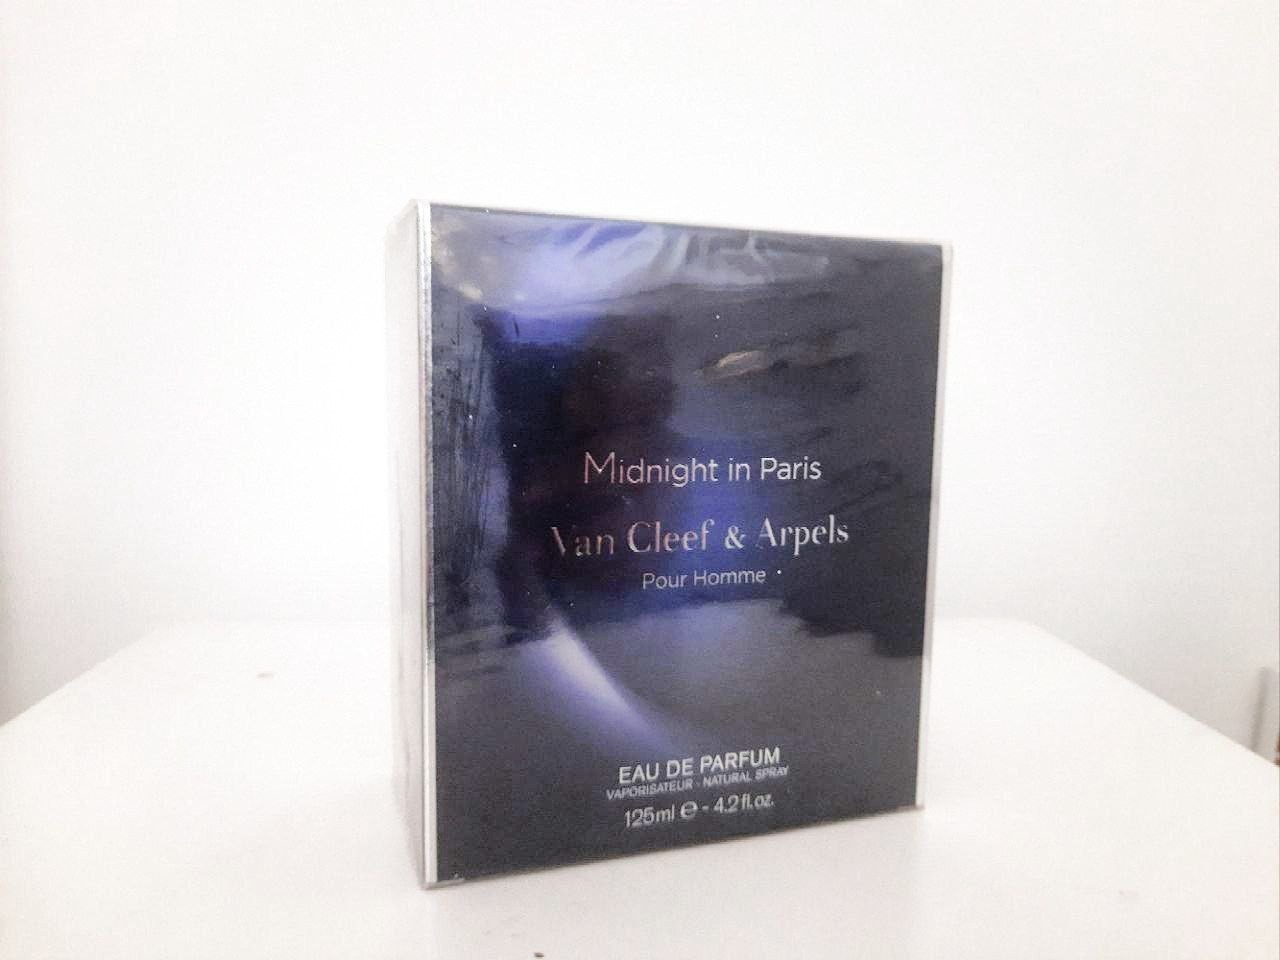 Midnight in Paris
Van Cleef & Arpels
Pour Homme
EAU DE PARFUM
VAPORISATEUR - NATURAL SPRAY
125ml ℮ - 4.2 fl.oz.